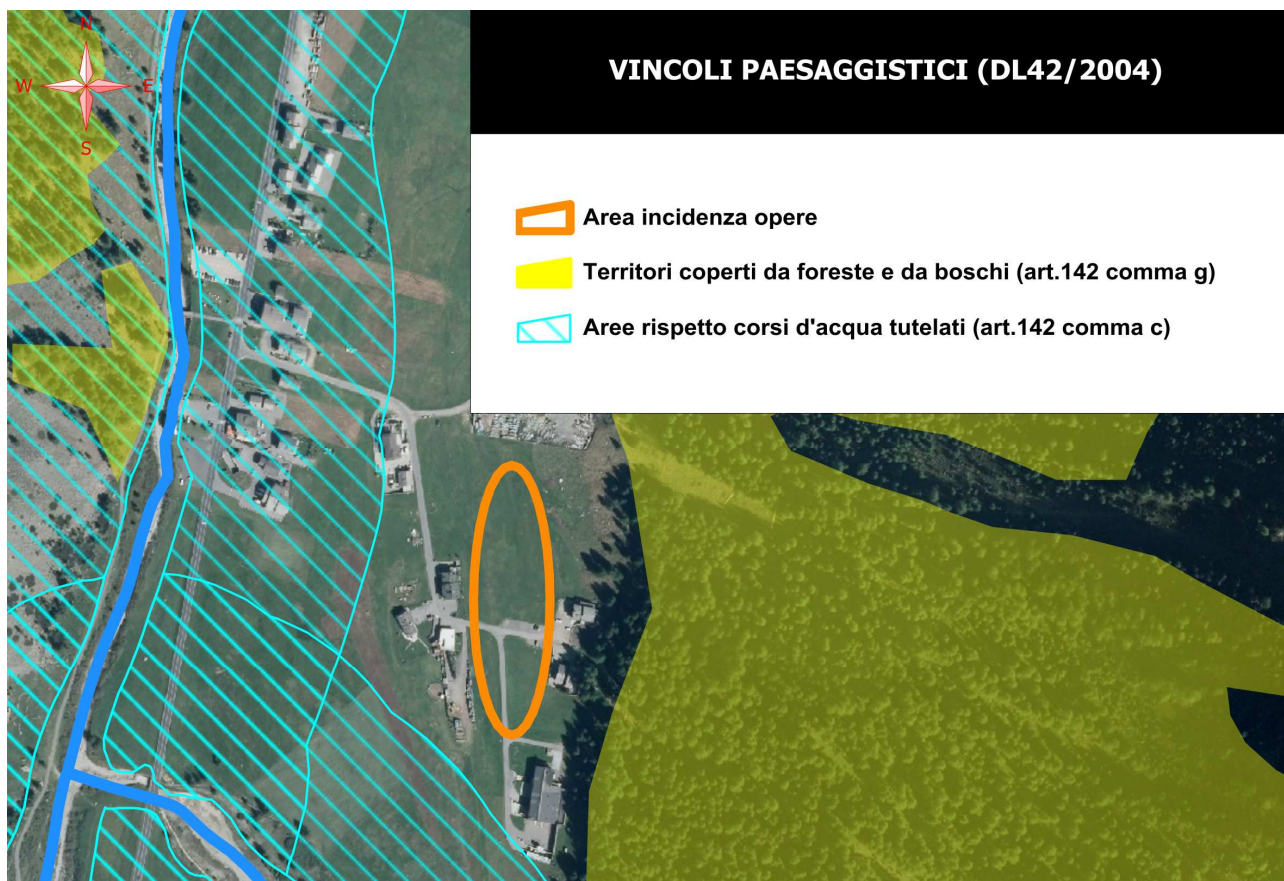 N
W E
S
VINCOLI PAESAGGISTICI (DL42/2004)
Area incidenza opere
Territori coperti da foreste e da boschi (art.142 comma g)
Aree rispetto corsi d'acqua tutelati (art.142 comma c)